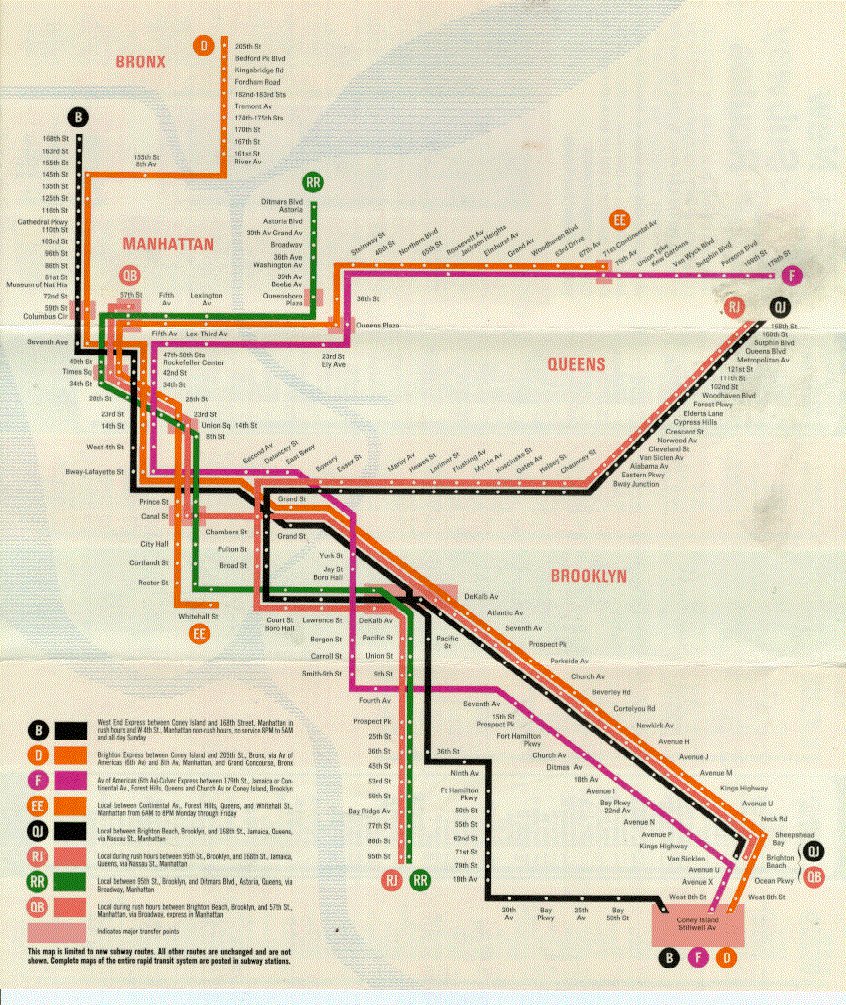 BRONX
D
205th St
Bedford Pk Blvd
Kingsbridge Rd
Fordham Road
182nd-183rd Sts
Tremont Av
174th-175th Sts
170th St
167th St
161st St
River Av
B
168th St
163rd St
155th St
145th St
135th St
125th St
116th St
Cathedral Pkwy
110th St
103rd St
96th St
86th St
81st St
Museum of Nat His
72nd St
59th St
Columbus Cir
Seventh Ave
155th St
8th Av
MANHATTAN
RR
Ditmars Blvd
Astoria
Astoria Blvd
30th Av Grand Av
Broadway
36th Ave
Washington Av
39th Av
Beebe Av
Queensboro
Plaza
QB
57th St
Fifth
Av
Lexington
Av
Fifth Av
Lex-Third Av
EE
Steinway St
46th St
Northern Blvd
65th St
Roosevelt Av
Jackson Heights
Elmhurst Av
Grand Av
Woodhaven Blvd
63rd Drive
67th Av
71st Continental Av
75th Av
Union Tpke
Kew Gardens
Van Wyck Blvd
Sutphin Blvd
Parsons Blvd
169th St
179th St
F
36th St
Queens Plaza
23rd St
Ely Ave
QUEENS
RJ
QJ
168th St
160th St
Sutphin Blvd
Queens Blvd
Metropolitan Av
121st St
111th St
102nd St
Woodhaven Blvd
Forest Pkwy
Elderts Lane
Cypress Hills
Crescent St
Norwood Av
Cleveland St
Van Siclen Av
Alabama Av
Eastern Pkwy
Bway Junction
49th St
Times Sq
34th St
28th St
23rd St
14th St
West 4th St
Bway-Lafayette St
47th-50th Sts
Rockefeller Center
42nd St
34th St
28th St
23rd St
Union Sq 14th St
8th St
Second Av
Delancey St
East Bway
Bowery
Essex St
Marcy Av
Hewes St
Lorimer St
Flushing Av
Myrtle Av
Kosciusko St
Gates Av
Halsey St
Chauncey St
Prince St
Canal St
City Hall
Cortlandt St
Rector St
Whitehall St
EE
Grand St
Grand St
Chambers St
Fulton St
Broad St
York St
Jay St
Boro Hall
BROOKLYN
Court St
Boro Hall
Lawrence St
DeKalb Av
Bergen St
Carroll St
Smith-9th St
Pacific St
Union St
9th St
Fourth Av
Pacific
St
DeKalb Av
Atlantic Av
Seventh Av
Prospect Pk
Parkside Av
Church Av
Beverley Rd
Cortelyou Rd
Newkirk Av
Avenue H
Avenue J
Avenue M
Kings Highway
Avenue U
Neck Rd
Sheepshead
Bay
Brighton
Beach
Ocean Pkwy
West 8th St
QJ
QB
Prospect Pk
25th St
36th St
45th St
53rd St
59th St
Bay Ridge Av
77th St
86th St
95th St
RJ
RR
36th St
Ninth Av
Ft Hamilton
Pkwy
50th St
55th St
62nd St
71st St
79th St
18th Av
20th
Av
Bay
Pkwy
25th
Av
Bay
50th St
Seventh Av
15th St
Prospect Pk
Fort Hamilton
Pkwy
Church Av
Ditmas Av
18th Av
Avenue I
Bay Pkwy
22nd Av
Avenue N
Avenue P
Kings Highway
Van Sicklen
Avenue U
Avenue X
West 8th St
Coney Island
Stillwell Av
B
F
D
B West End Express between Coney Island and 168th Street, Manhattan in
rush hours and W 4th St., Manhattan non-rush hours, no service 8PM to 5AM
and all day Sunday
D Brighton Express between Coney Island and 205th St., Bronx, via Av of
Americas (6th Av) and 8th Av, Manhattan, and Grand Concourse, Bronx
F Av of Americas (6th Av)-Culver Express between 179th St., Jamaica or Con-
tinental Av., Forest Hills, Queens and Church Av or Coney Island, Brooklyn
EE Local between Continental Av., Forest Hills, Queens, and Whitehall St.,
Manhattan from 6AM to 8PM Monday through Friday
QJ Local between Brighton Beach, Brooklyn, and 168th St., Jamaica, Queens,
via Nassau St., Manhattan
RJ Local during rush hours between 95th St., Brooklyn, and 168th St., Jamaica,
Queens, via Nassau St., Manhattan
RR Local between 95th St., Brooklyn, and Ditmars Blvd., Astoria, Queens, via
Broadway, Manhattan
QB Local during rush hours between Brighton Beach, Brooklyn, and 57th St.,
Manhattan, via Broadway, express in Manhattan
Indicates major transfer points
This map is limited to new subway routes. All other routes are unchanged and are not
shown. Complete maps of the entire rapid transit system are posted in subway stations.